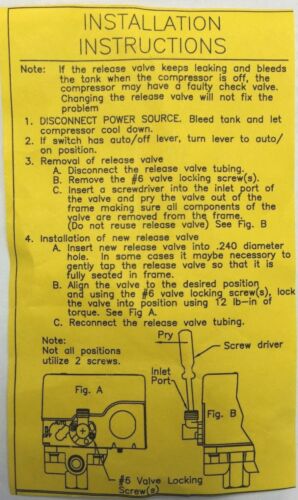 INSTALLATION
INSTRUCTIONS
Note: If the release valve keeps leaking and bleeds
the tank when the compressor is off, the
compressor may have a faulty check valve.
Changing the release valve will not fix the
problem
1. DISCONNECT POWER SOURCE. Bleed tank and let
compressor cool down.
2. If switch has auto/off lever, turn lever to auto/
on position.
3. Removal of release valve
A. Disconnect the release valve tubing.
B. Remove the #6 valve locking screw(s).
C. Insert a screwdriver into the inlet port of
the valve and pry the valve out of the
frame making sure all components of the
valve are removed from the frame.
(Do not reuse release valve) See Fig. B
4. Installation of new release valve
A. Insert new release valve into .240 diameter
hole. In some cases it maybe necessary to
gently tap the release valve so that it is
fully seated in frame.
B. Align the valve to the desired position
and using the #6 valve locking screw(s), lock
the valve into position using 12 lb-in of
torque. See Fig A.
C. Reconnect the release valve tubing.
Note:
Not all positions
utilize 2 screws.
Pry
Screw driver
Inlet
Port
Fig. A
Fig. B
#6 Valve Locking
Screw(s)